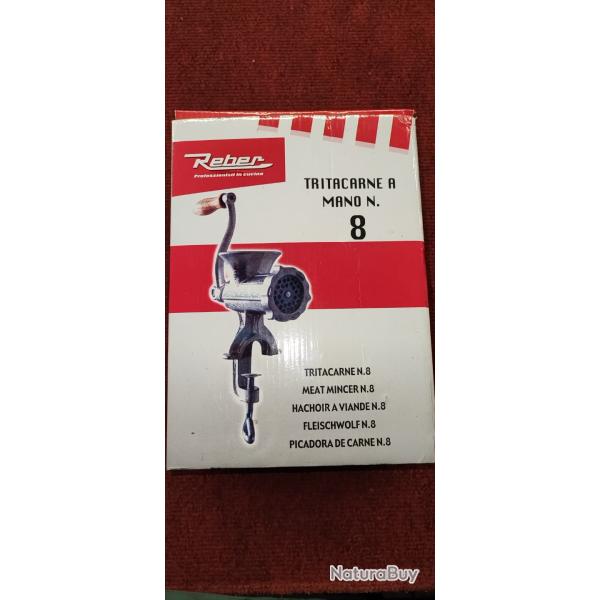 Reber
Professionisti in cucina
TRITACARNE A
MANO N.
8
TRITACARNE N.8
MEAT MINCER N.8
HACHOIR A VIANDE N.8
FLEISCHWOLF N.8
PICADORA DE CARNE N.8
NaturaBuy